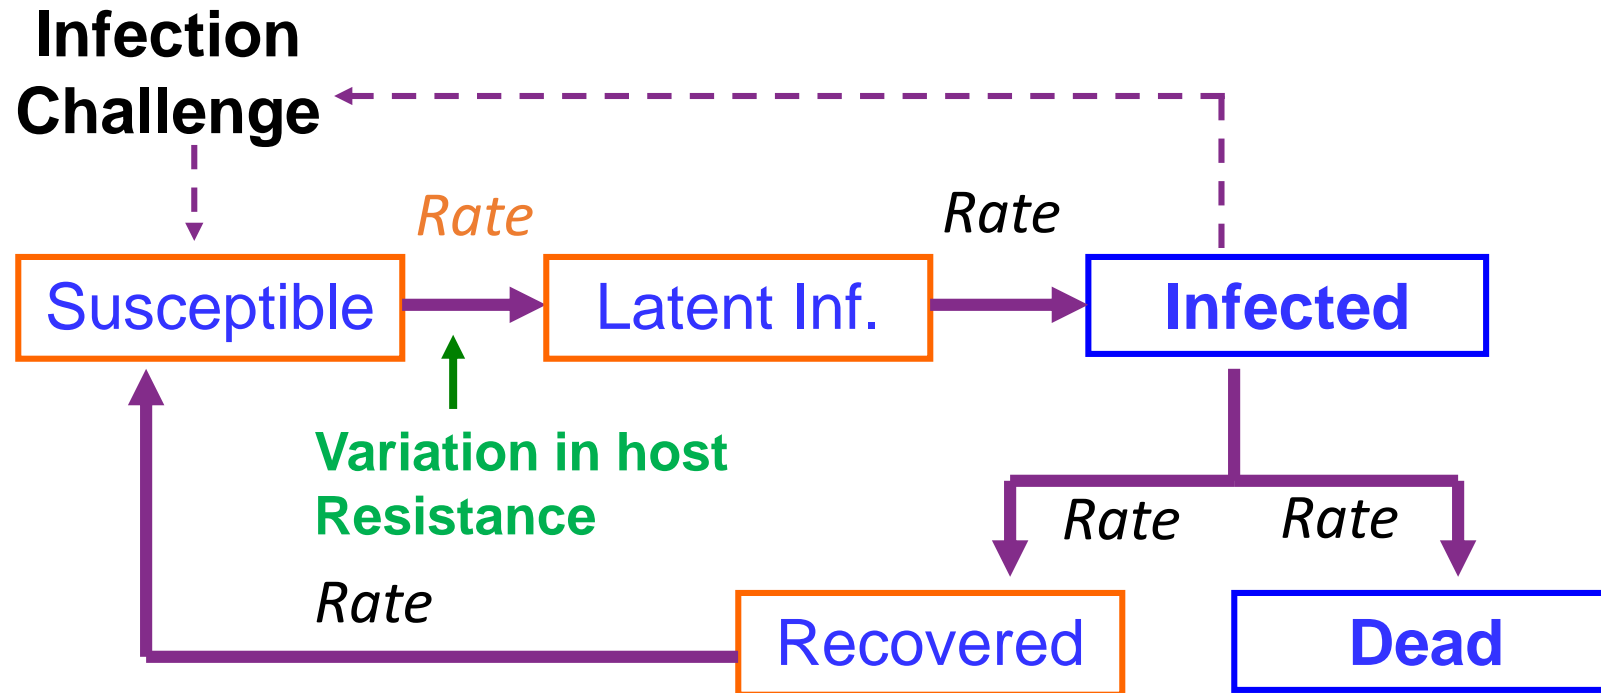 Infection
Challenge
Rate
Rate
Susceptible
Latent Inf.
Infected
Variation in host
Resistance
Rate
Rate
Rate
Recovered
Dead